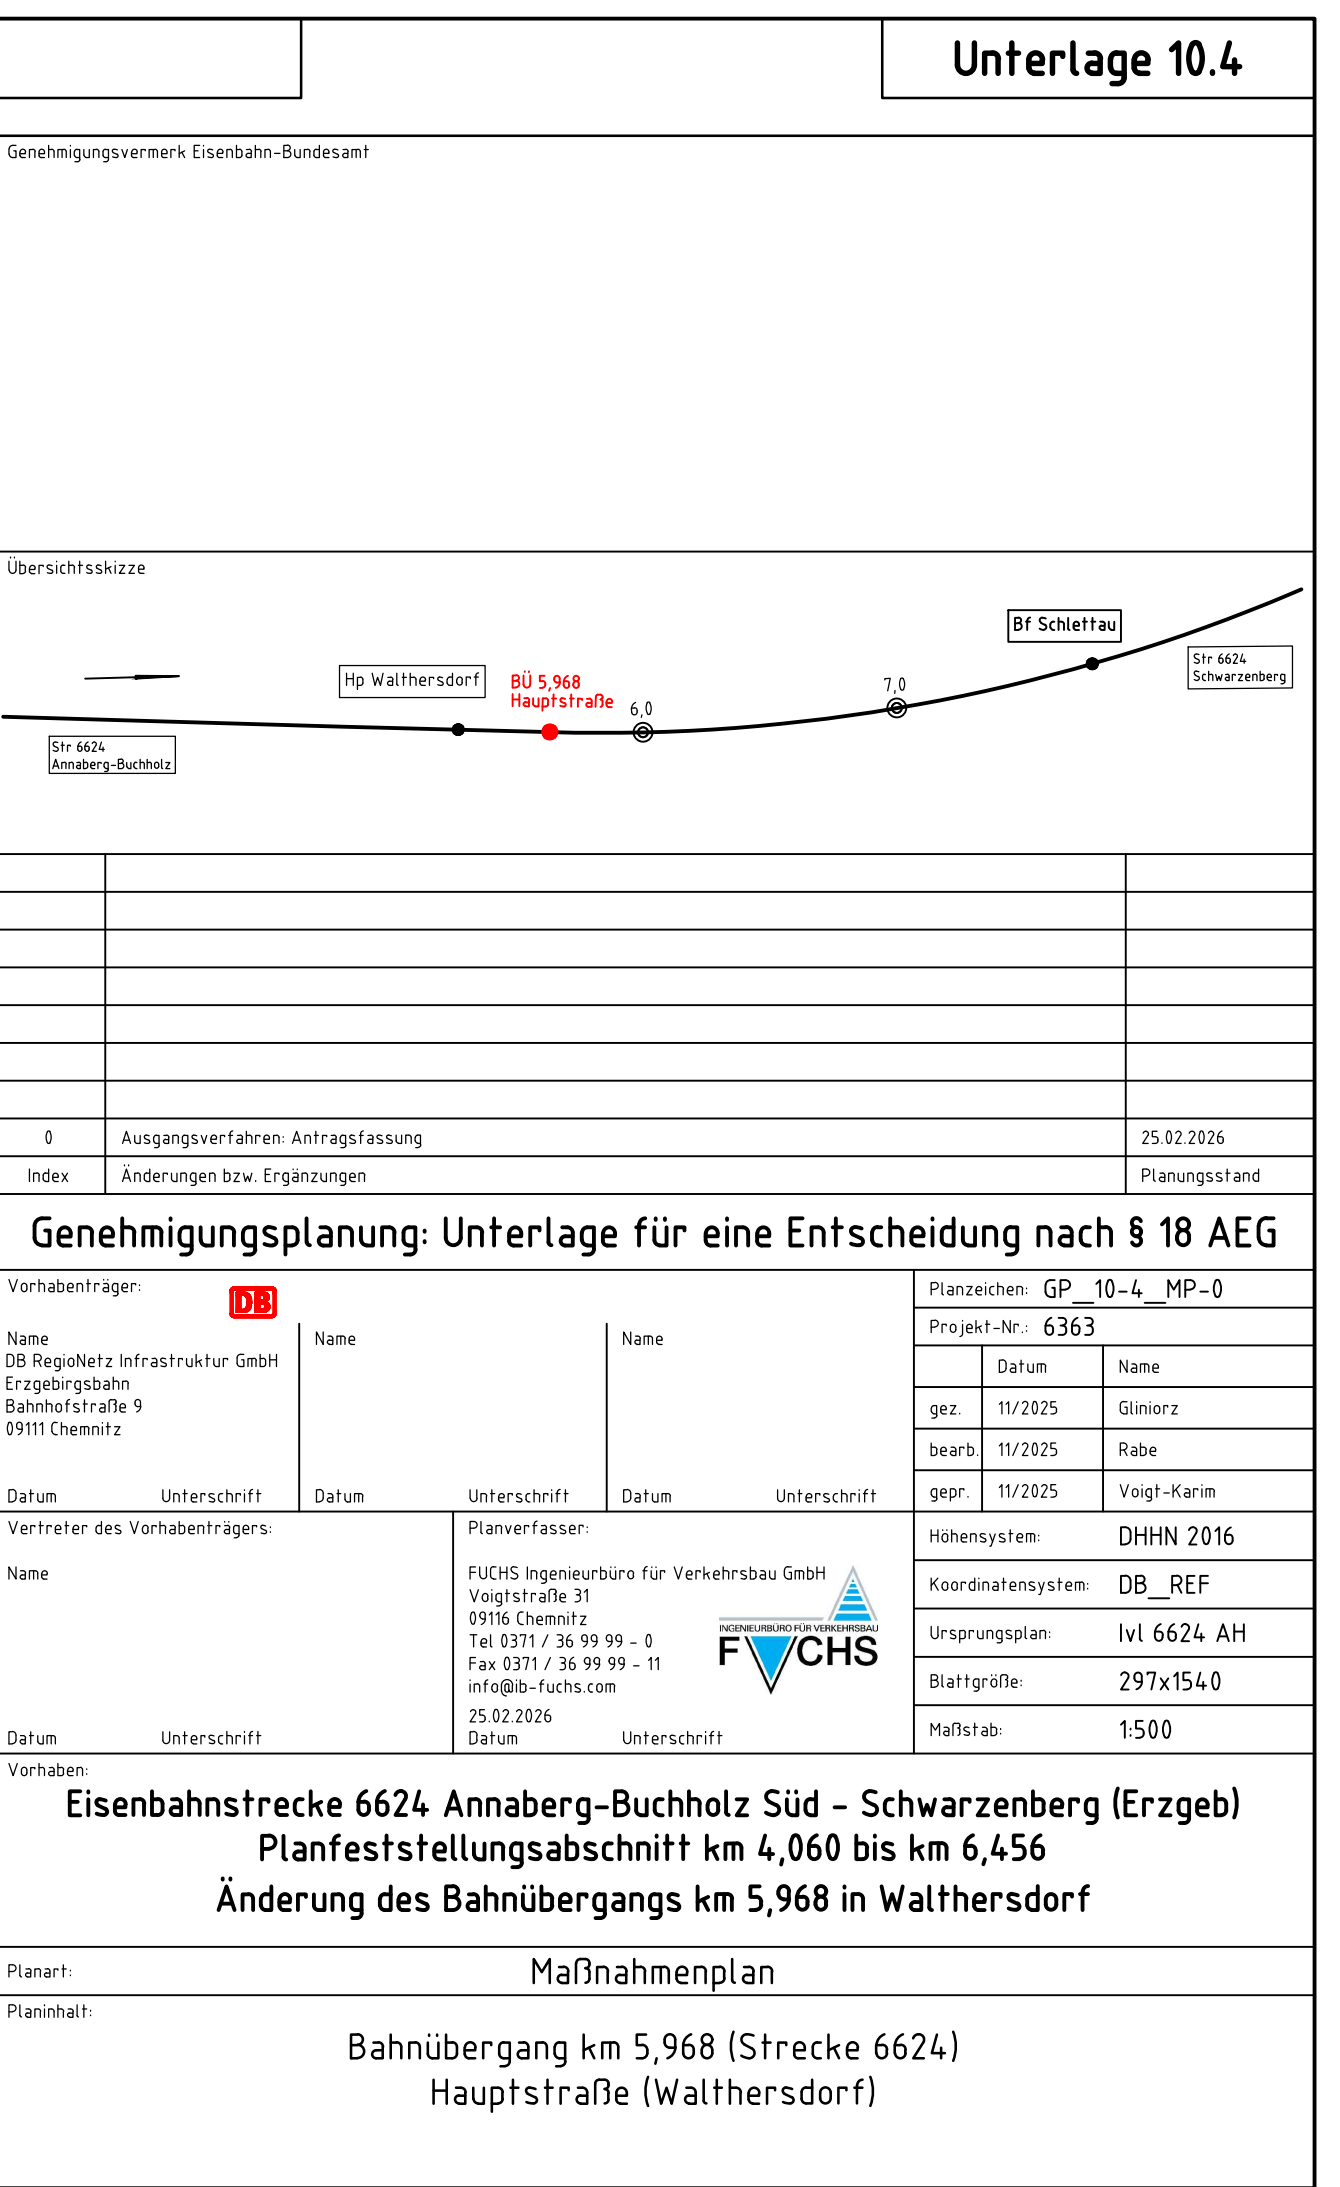 Unterlage 10.4
Genehmigungsvermerk Eisenbahn-Bundesamt
Übersichtsskizze
Bf Schlettau
Str 6624
Schwarzenberg
Hp Walthersdorf
BÜ 5,968
Hauptstraße
6,0
7,0
Str 6624
Annaberg-Buchholz
0 Ausgangsverfahren: Antragsfassung 25.02.2026
Index Änderungen bzw. Ergänzungen Planungsstand
Genehmigungsplanung: Unterlage für eine Entscheidung nach § 18 AEG
Vorhabenträger:
DB
Name
DB RegioNetz Infrastruktur GmbH
Erzgebirgsbahn
Bahnhofstraße 9
09111 Chemnitz
Datum Unterschrift
Name
Datum Unterschrift
Name
Datum Unterschrift
Planzeichen: GP__10-4__MP-0
Projekt-Nr.: 6363
Datum Name
gez. 11/2025 Gliniorz
bearb. 11/2025 Rabe
gepr. 11/2025 Voigt-Karim
Vertreter des Vorhabenträgers:
Name
Datum Unterschrift
Planverfasser:
FUCHS Ingenieurbüro für Verkehrsbau GmbH
Voigtstraße 31
09116 Chemnitz
Tel 0371 / 36 99 99 - 0
Fax 0371 / 36 99 99 - 11
info@ib-fuchs.com
25.02.2026
Datum Unterschrift
INGENIEURBÜRO FÜR VERKEHRSBAU
FUCHS
Höhensystem: DHHN 2016
Koordinatensystem: DB__REF
Ursprungsplan: Ivl 6624 AH
Blattgröße: 297x1540
Maßstab: 1:500
Vorhaben:
Eisenbahnstrecke 6624 Annaberg-Buchholz Süd - Schwarzenberg (Erzgeb)
Planfeststellungsabschnitt km 4,060 bis km 6,456
Änderung des Bahnübergangs km 5,968 in Walthersdorf
Planart: Maßnahmenplan
Planinhalt:
Bahnübergang km 5,968 (Strecke 6624)
Hauptstraße (Walthersdorf)